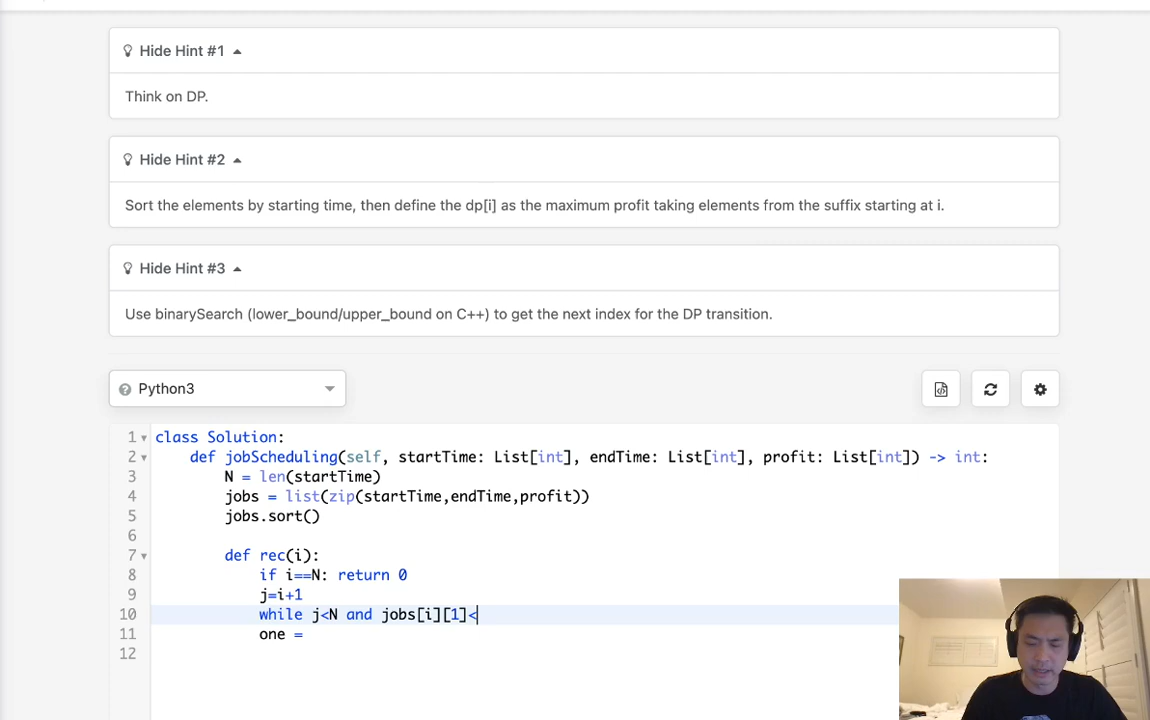 Hide Hint #1
Think on DP.
Hide Hint #2
Sort the elements by starting time, then define the dp[i] as the maximum profit taking elements from the suffix starting at i.
Hide Hint #3
Use binarySearch (lower_bound/upper_bound on C++) to get the next index for the DP transition.
Python3
1 class Solution:
2 def jobScheduling(self, startTime: List[int], endTime: List[int], profit: List[int]) -> int:
3 N = len(startTime)
4 jobs = list(zip(startTime,endTime,profit))
5 jobs.sort()
6
7 def rec(i):
8 if i==N: return 0
9 j=i+1
10 while j<N and jobs[i][1]<
11 one =
12